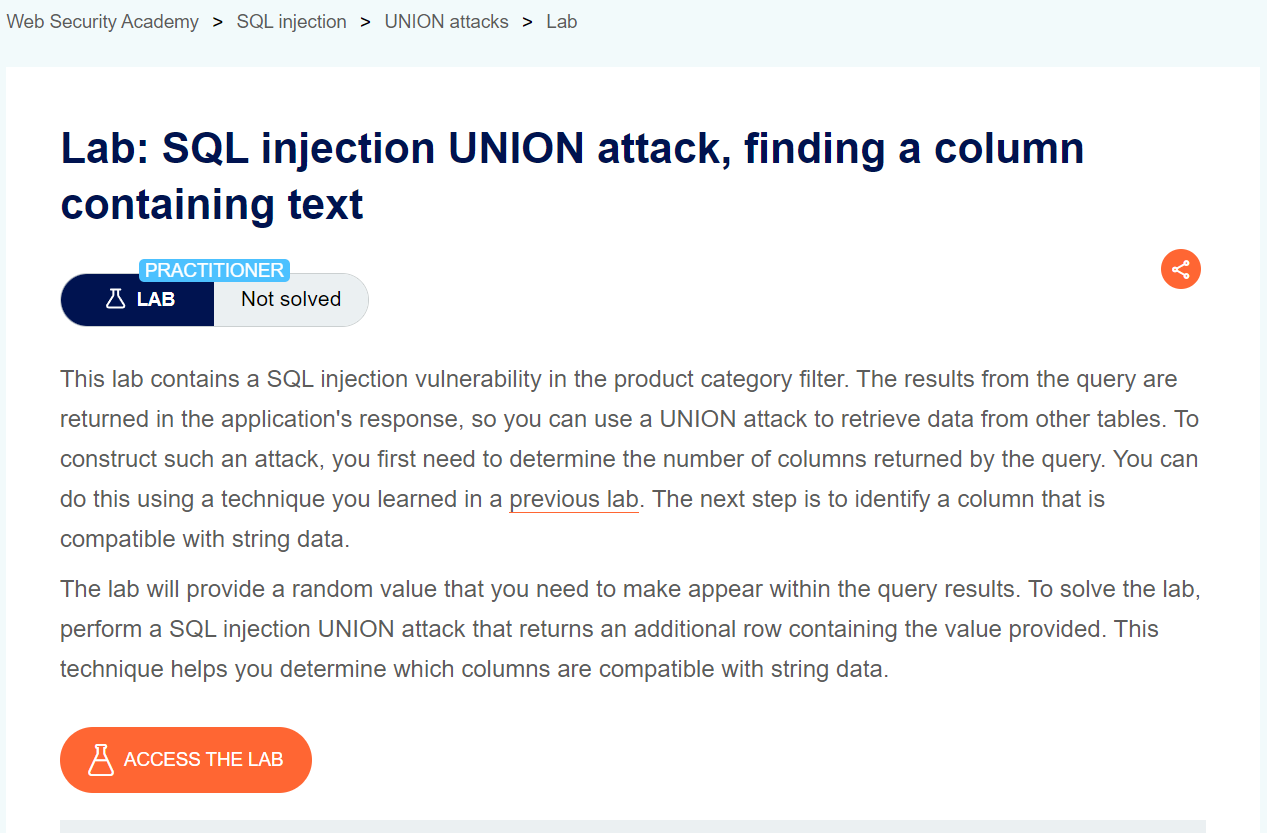 Web Security Academy > SQL injection > UNION attacks > Lab
Lab: SQL injection UNION attack, finding a column
containing text
PRACTITIONER
LAB Not solved
This lab contains a SQL injection vulnerability in the product category filter. The results from the query are
returned in the application's response, so you can use a UNION attack to retrieve data from other tables. To
construct such an attack, you first need to determine the number of columns returned by the query. You can
do this using a technique you learned in a previous lab. The next step is to identify a column that is
compatible with string data.
The lab will provide a random value that you need to make appear within the query results. To solve the lab,
perform a SQL injection UNION attack that returns an additional row containing the value provided. This
technique helps you determine which columns are compatible with string data.
ACCESS THE LAB